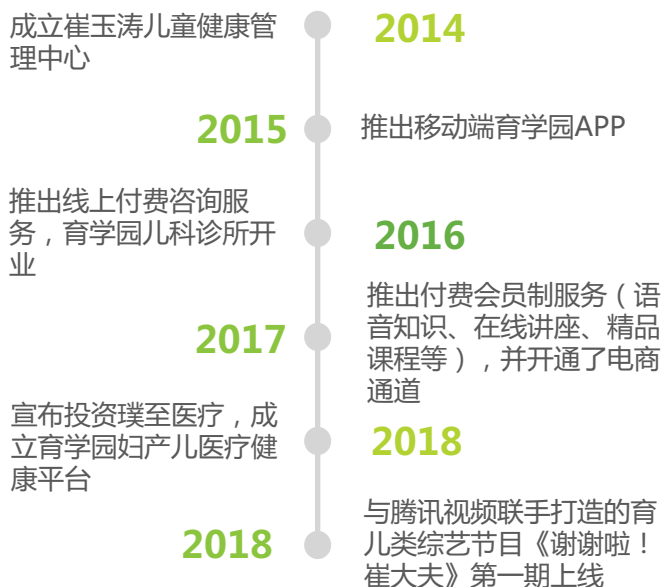 成立崔玉涛儿童健康管
理中心
2014
2015
推出移动端育学园APP
推出线上付费咨询服
务，育学园儿科诊所开
业
2016
2017
推出付费会员制服务（语
音知识、在线讲座、精品
课程等），并开通了电商
通道
宣布投资璞至医疗，成
立育学园妇产儿医疗健
康平台
2018
2018
与腾讯视频联手打造的育
儿类综艺节目《谢谢啦！
崔大夫》第一期上线